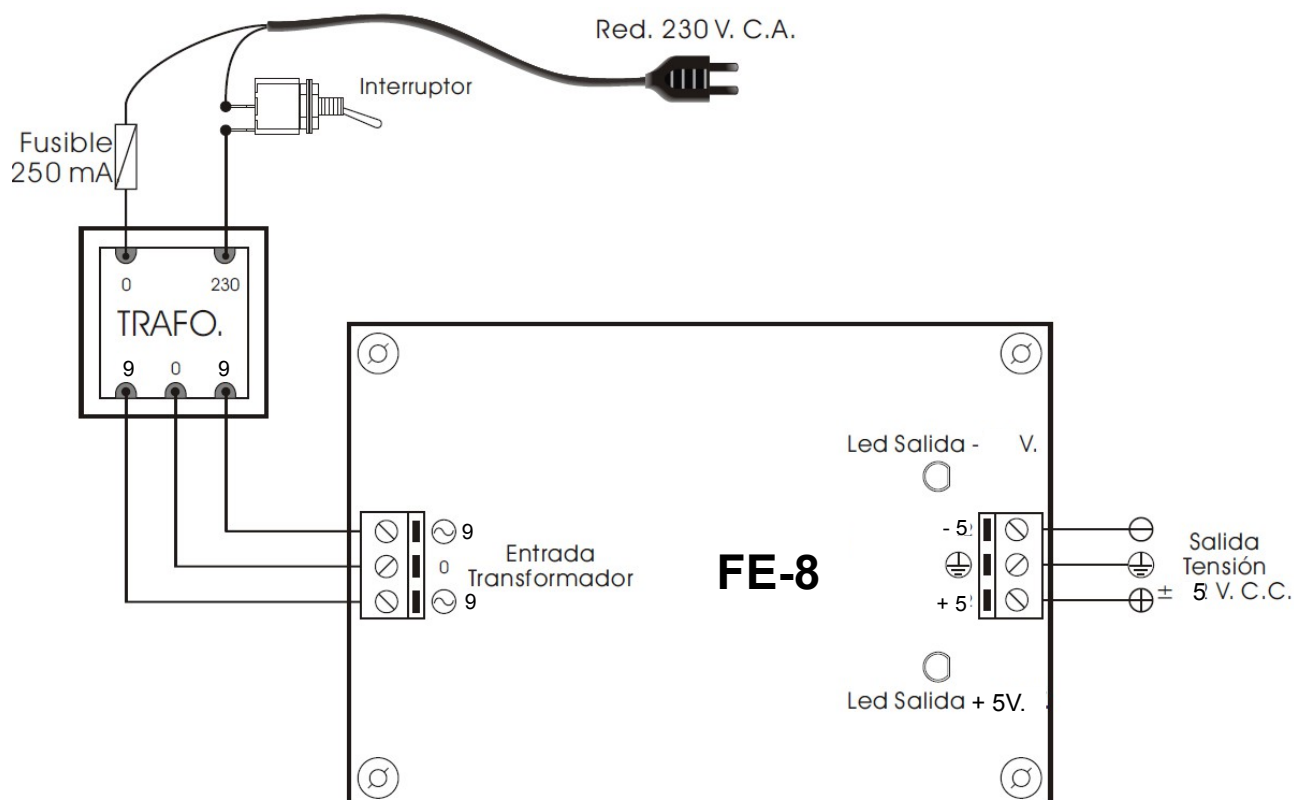 Red. 230 V. C.A.
Interruptor
Fusible
250 mA
0 230
TRAFO.
9 0 9
Led Salida - V.
9
0
9
Entrada
Transformador
FE-8
- 5
+ 5
Salida
Tensión
± 5 V. C.C.
Led Salida + 5V.